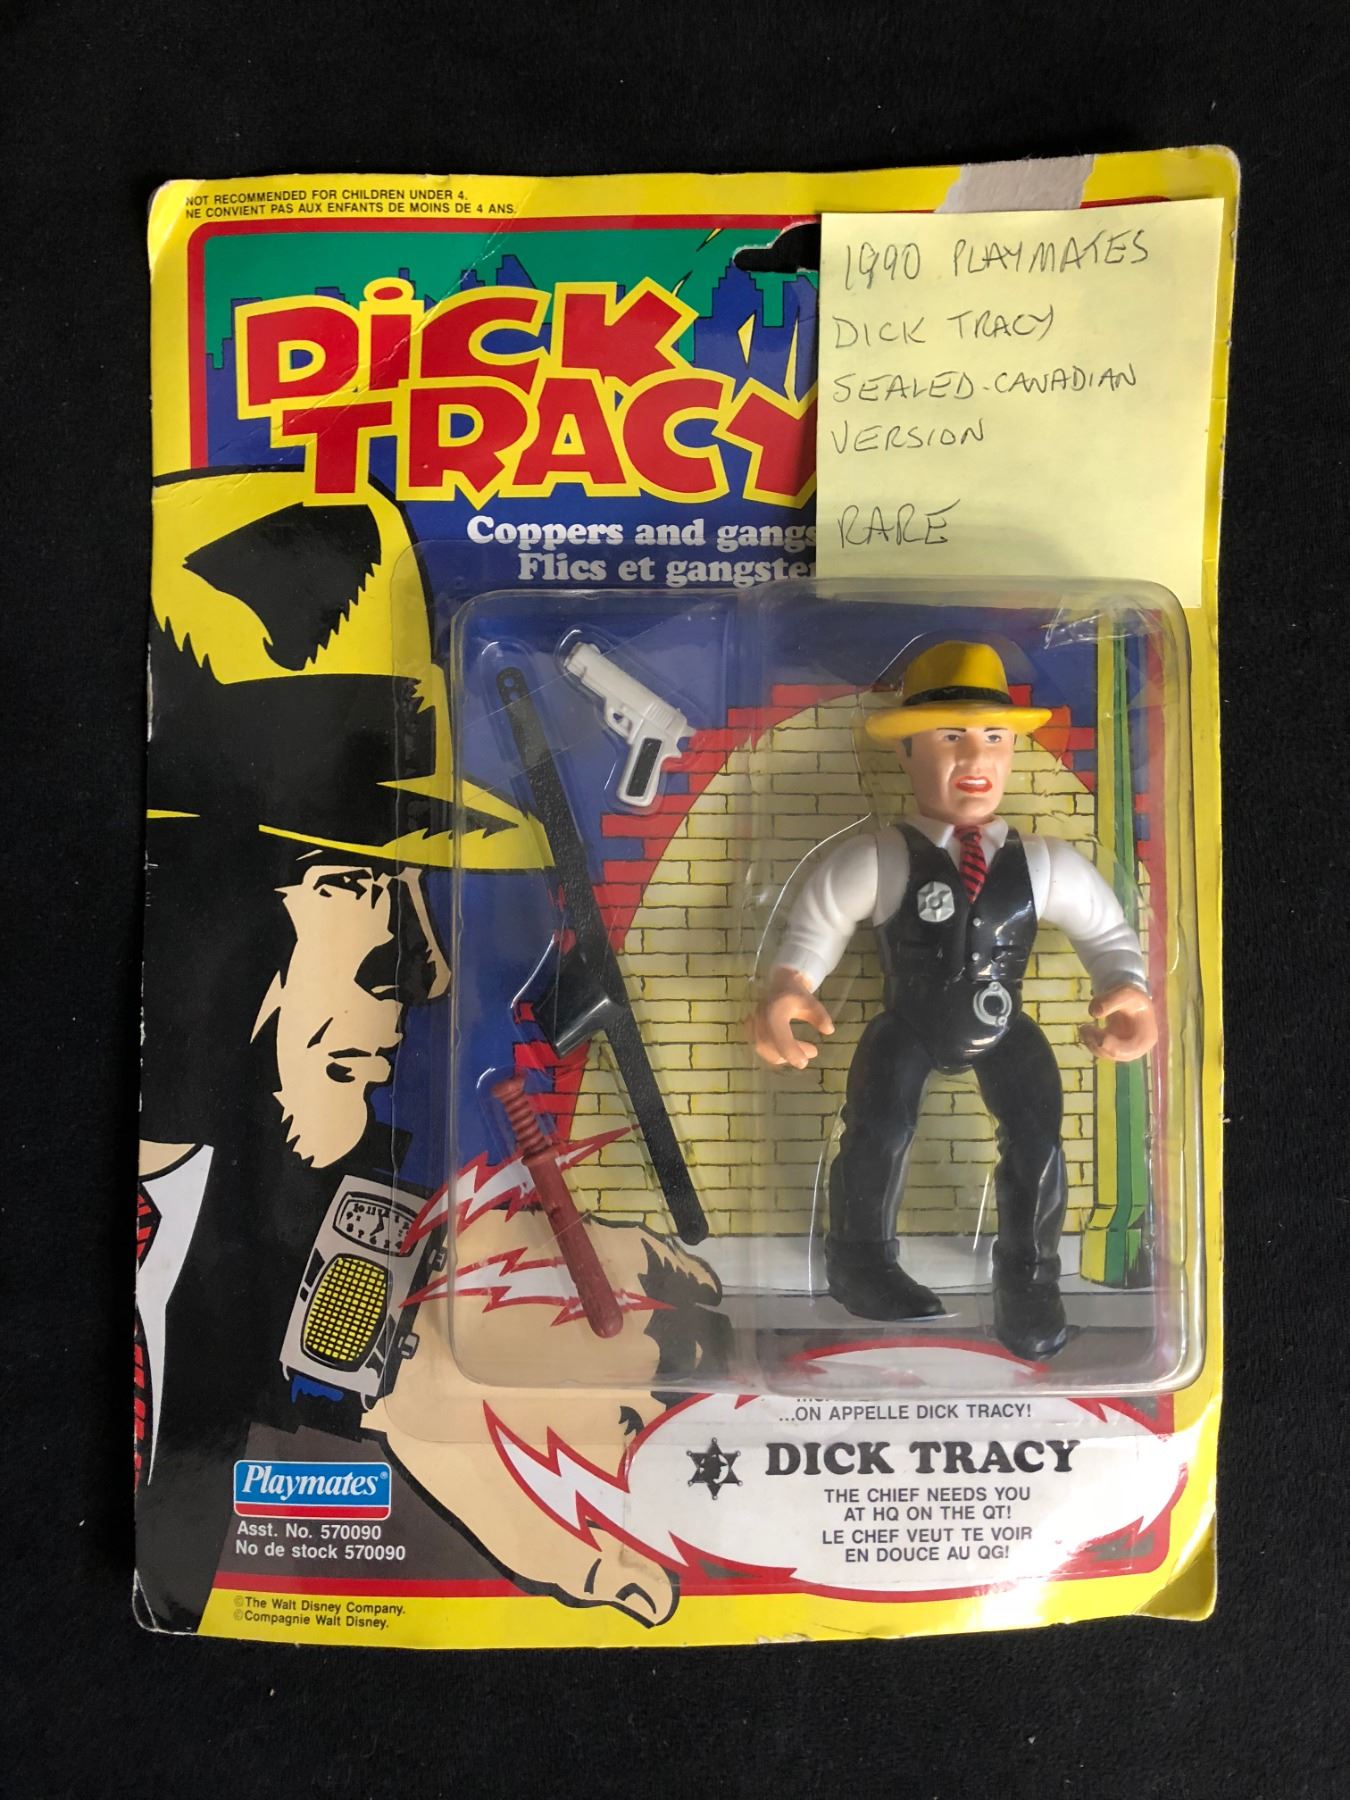 NOT RECOMMENDED FOR CHILDREN UNDER 4.
NE CONVIENT PAS AUX ENFANTS DE MOINS DE 4 ANS.
DiCK
TRACY
1990 PLAYMATES
DICK TRACY
SEALED-CANADIAN
VERSION
RARE
Coppers and gangs
Flics et gangste
...ON APPELLE DICK TRACY!
DICK TRACY
THE CHIEF NEEDS YOU
AT HQ ON THE QT!
LE CHEF VEUT TE VOIR
EN DOUCE AU QG!
Playmates®
Asst. No. 570090
No de stock 570090
©The Walt Disney Company.
©Compagnie Walt Disney.